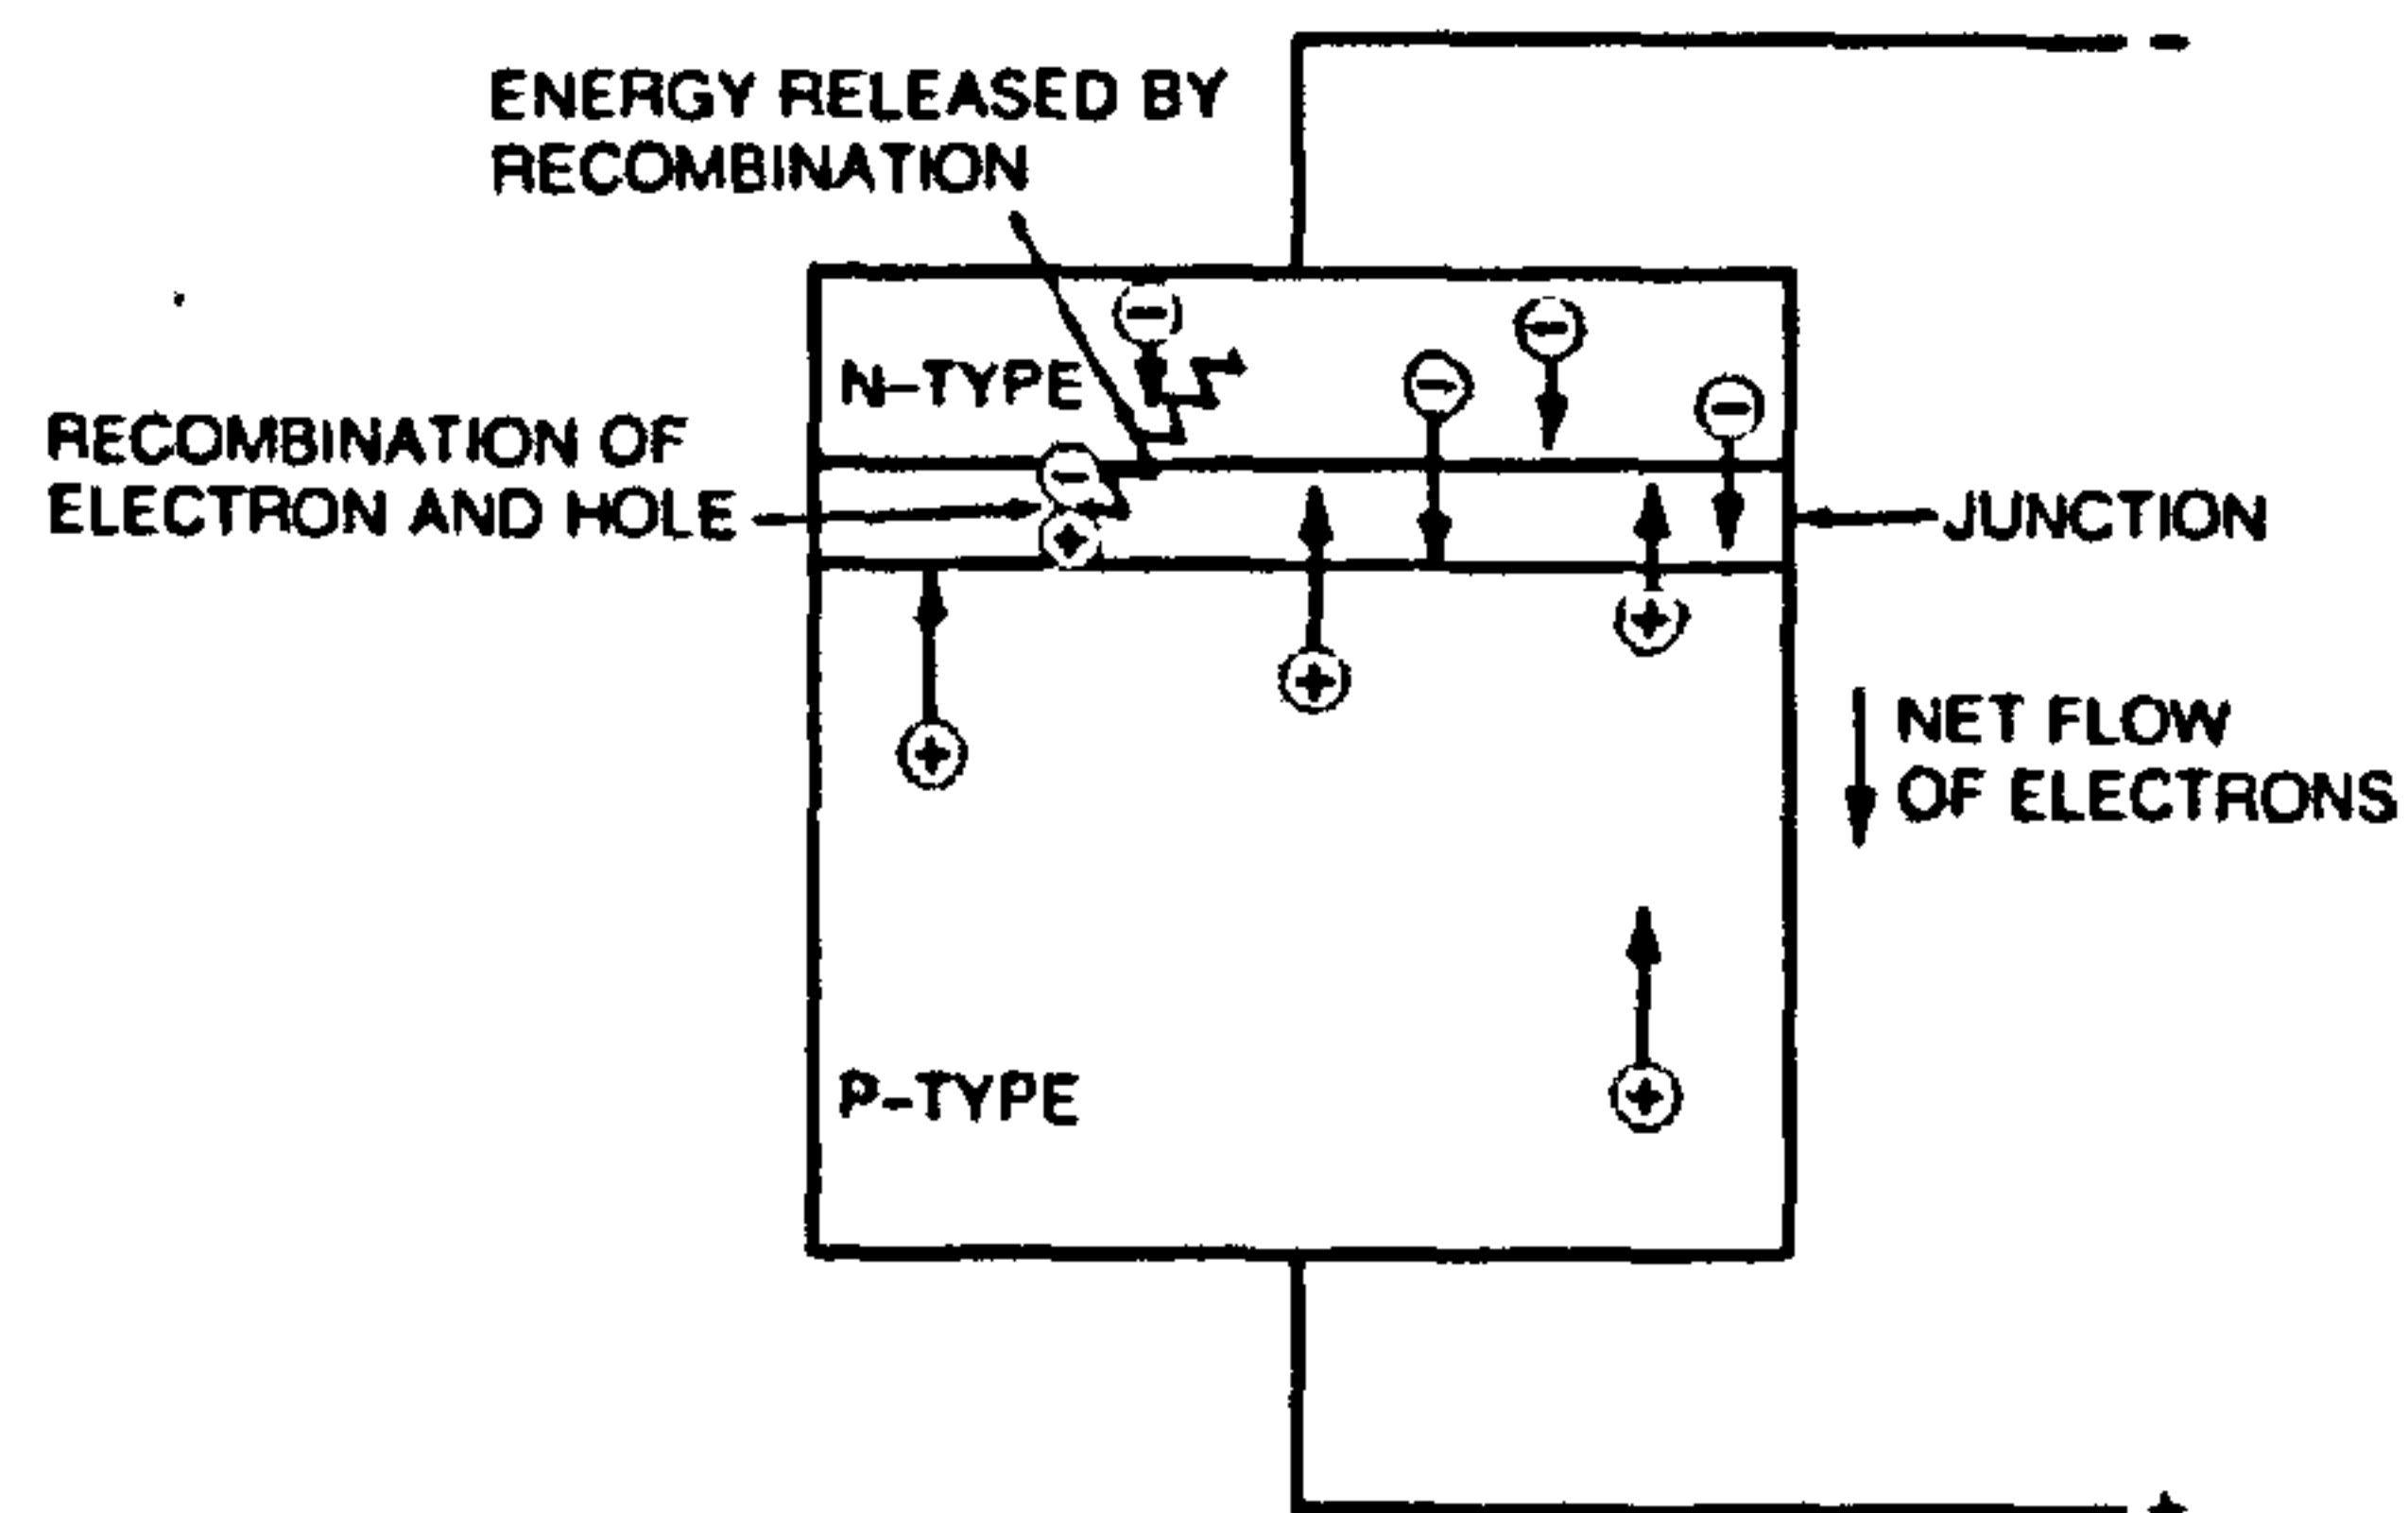 ENERGY RELEASED BY
RECOMBINATION
N-TYPE
RECOMBINATION OF
ELECTRON AND HOLE
JUNCTION
NET FLOW
OF ELECTRONS
P-TYPE